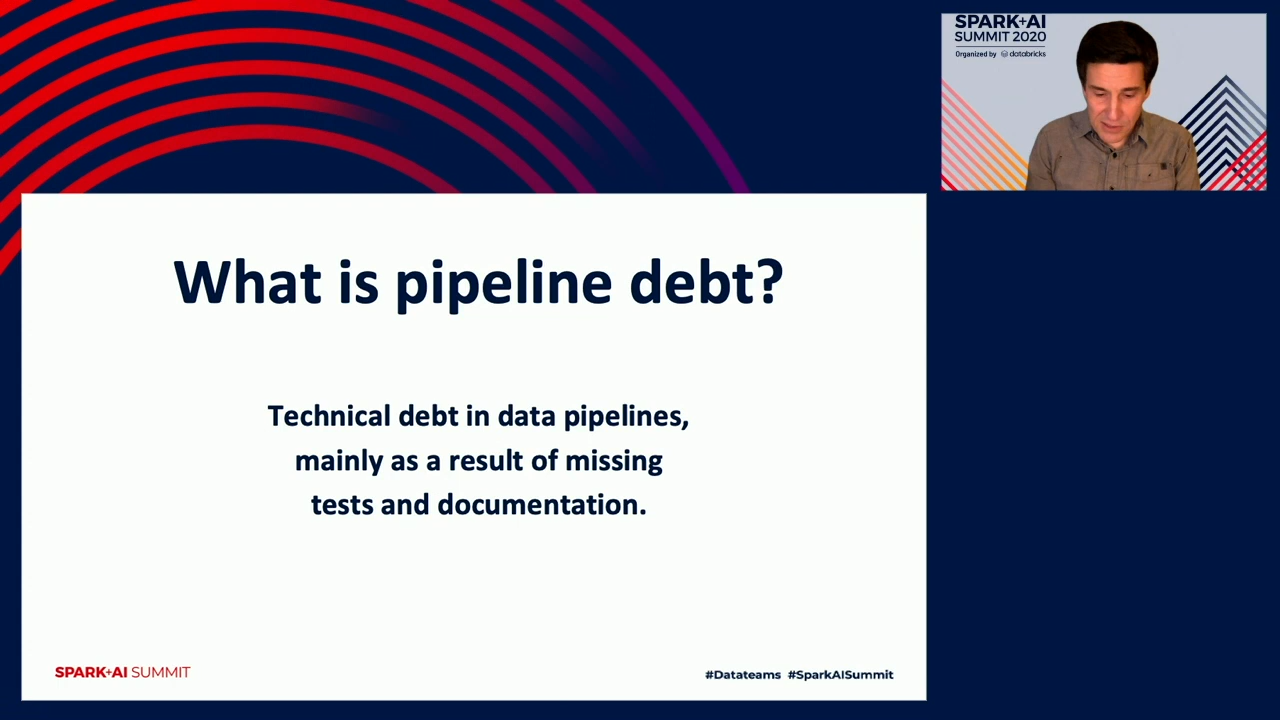 SPARK+AI
SUMMIT 2020
Organized by databricks
What is pipeline debt?
Technical debt in data pipelines,
mainly as a result of missing
tests and documentation.
SPARK+AI SUMMIT
#Datateams #SparkAISummit